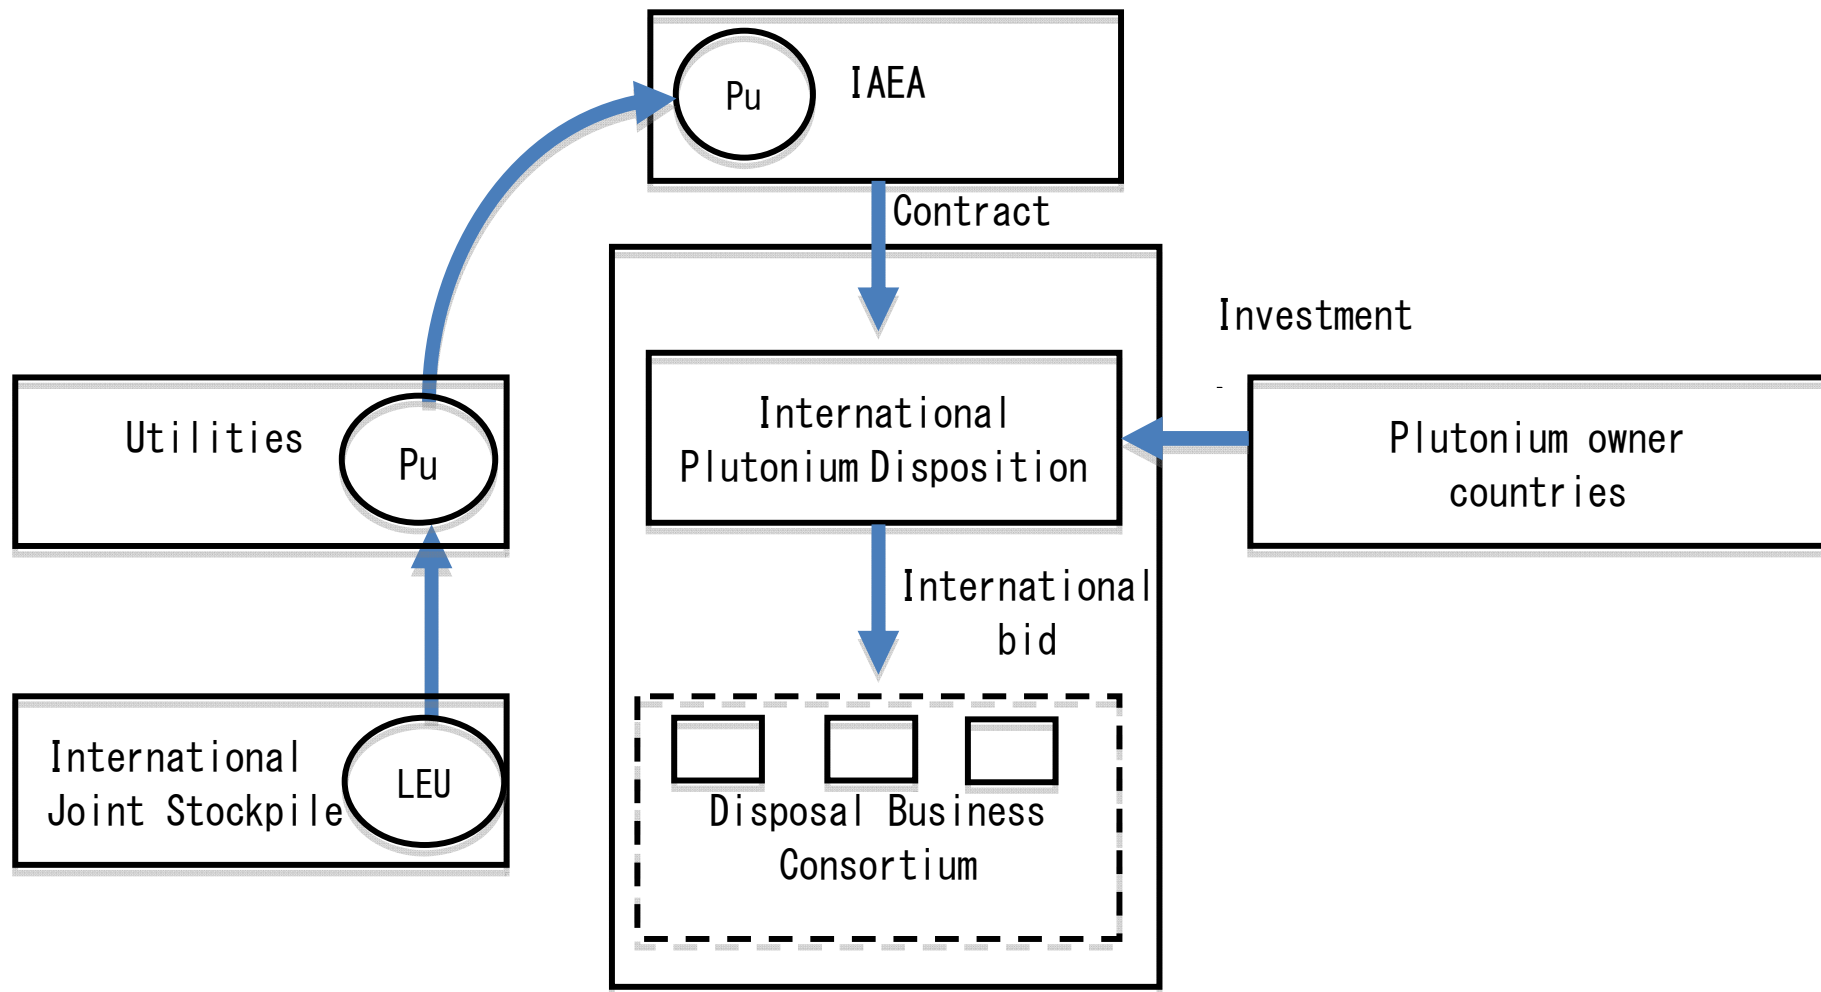 Pu
IAEA
Contract
Investment
Utilities
Pu
International
Plutonium Disposition
Plutonium owner
countries
International
bid
International
Joint Stockpile
LEU
Disposal Business
Consortium